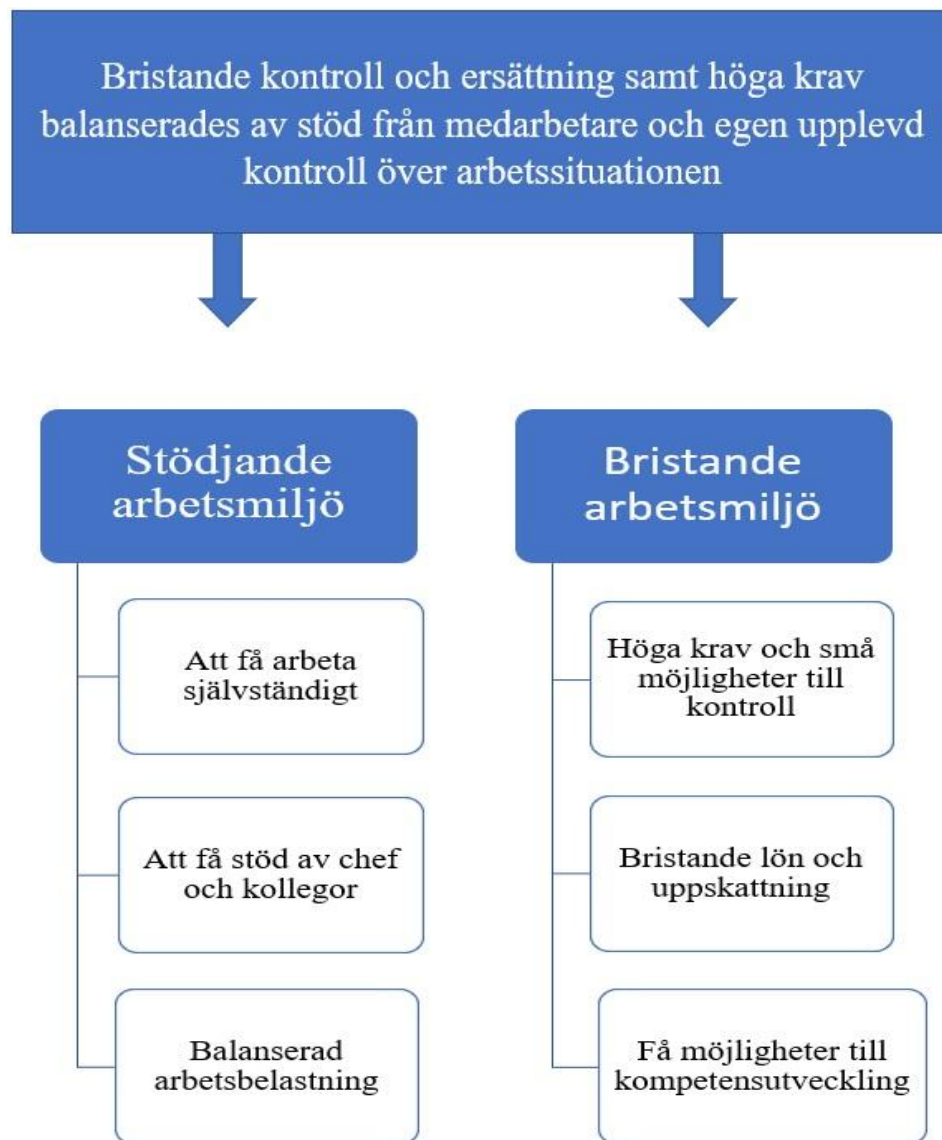 Bristande kontroll och ersättning samt höga krav
balanserades av stöd från medarbetare och egen upplevd
kontroll över arbetssituationen
Stödjande
arbetsmiljö
Att få arbeta
självständigt
Att få stöd av chef
och kollegor
Balanserad
arbetsbelastning
Bristande
arbetsmiljö
Höga krav och små
möjligheter till
kontroll
Bristande lön och
uppskattning
Få möjligheter till
kompetensutveckling